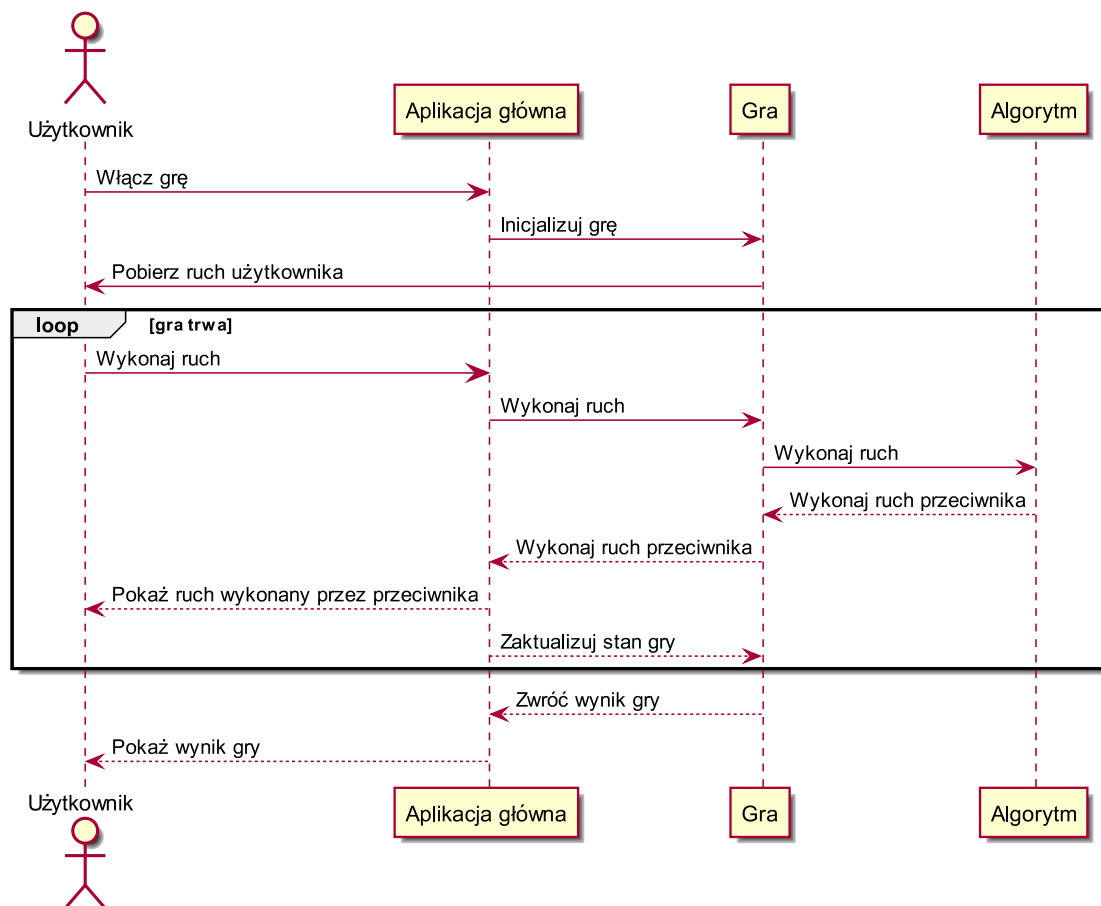 Użytkownik
Aplikacja główna
Gra
Algorytm
Włącz grę
Inicjalizuj grę
Pobierz ruch użytkownika
loop
[gra trwa]
Wykonaj ruch
Wykonaj ruch
Wykonaj ruch
Wykonaj ruch przeciwnika
Wykonaj ruch przeciwnika
Pokaż ruch wykonany przez przeciwnika
Zaktualizuj stan gry
Zwróć wynik gry
Pokaż wynik gry
Użytkownik
Aplikacja główna
Gra
Algorytm